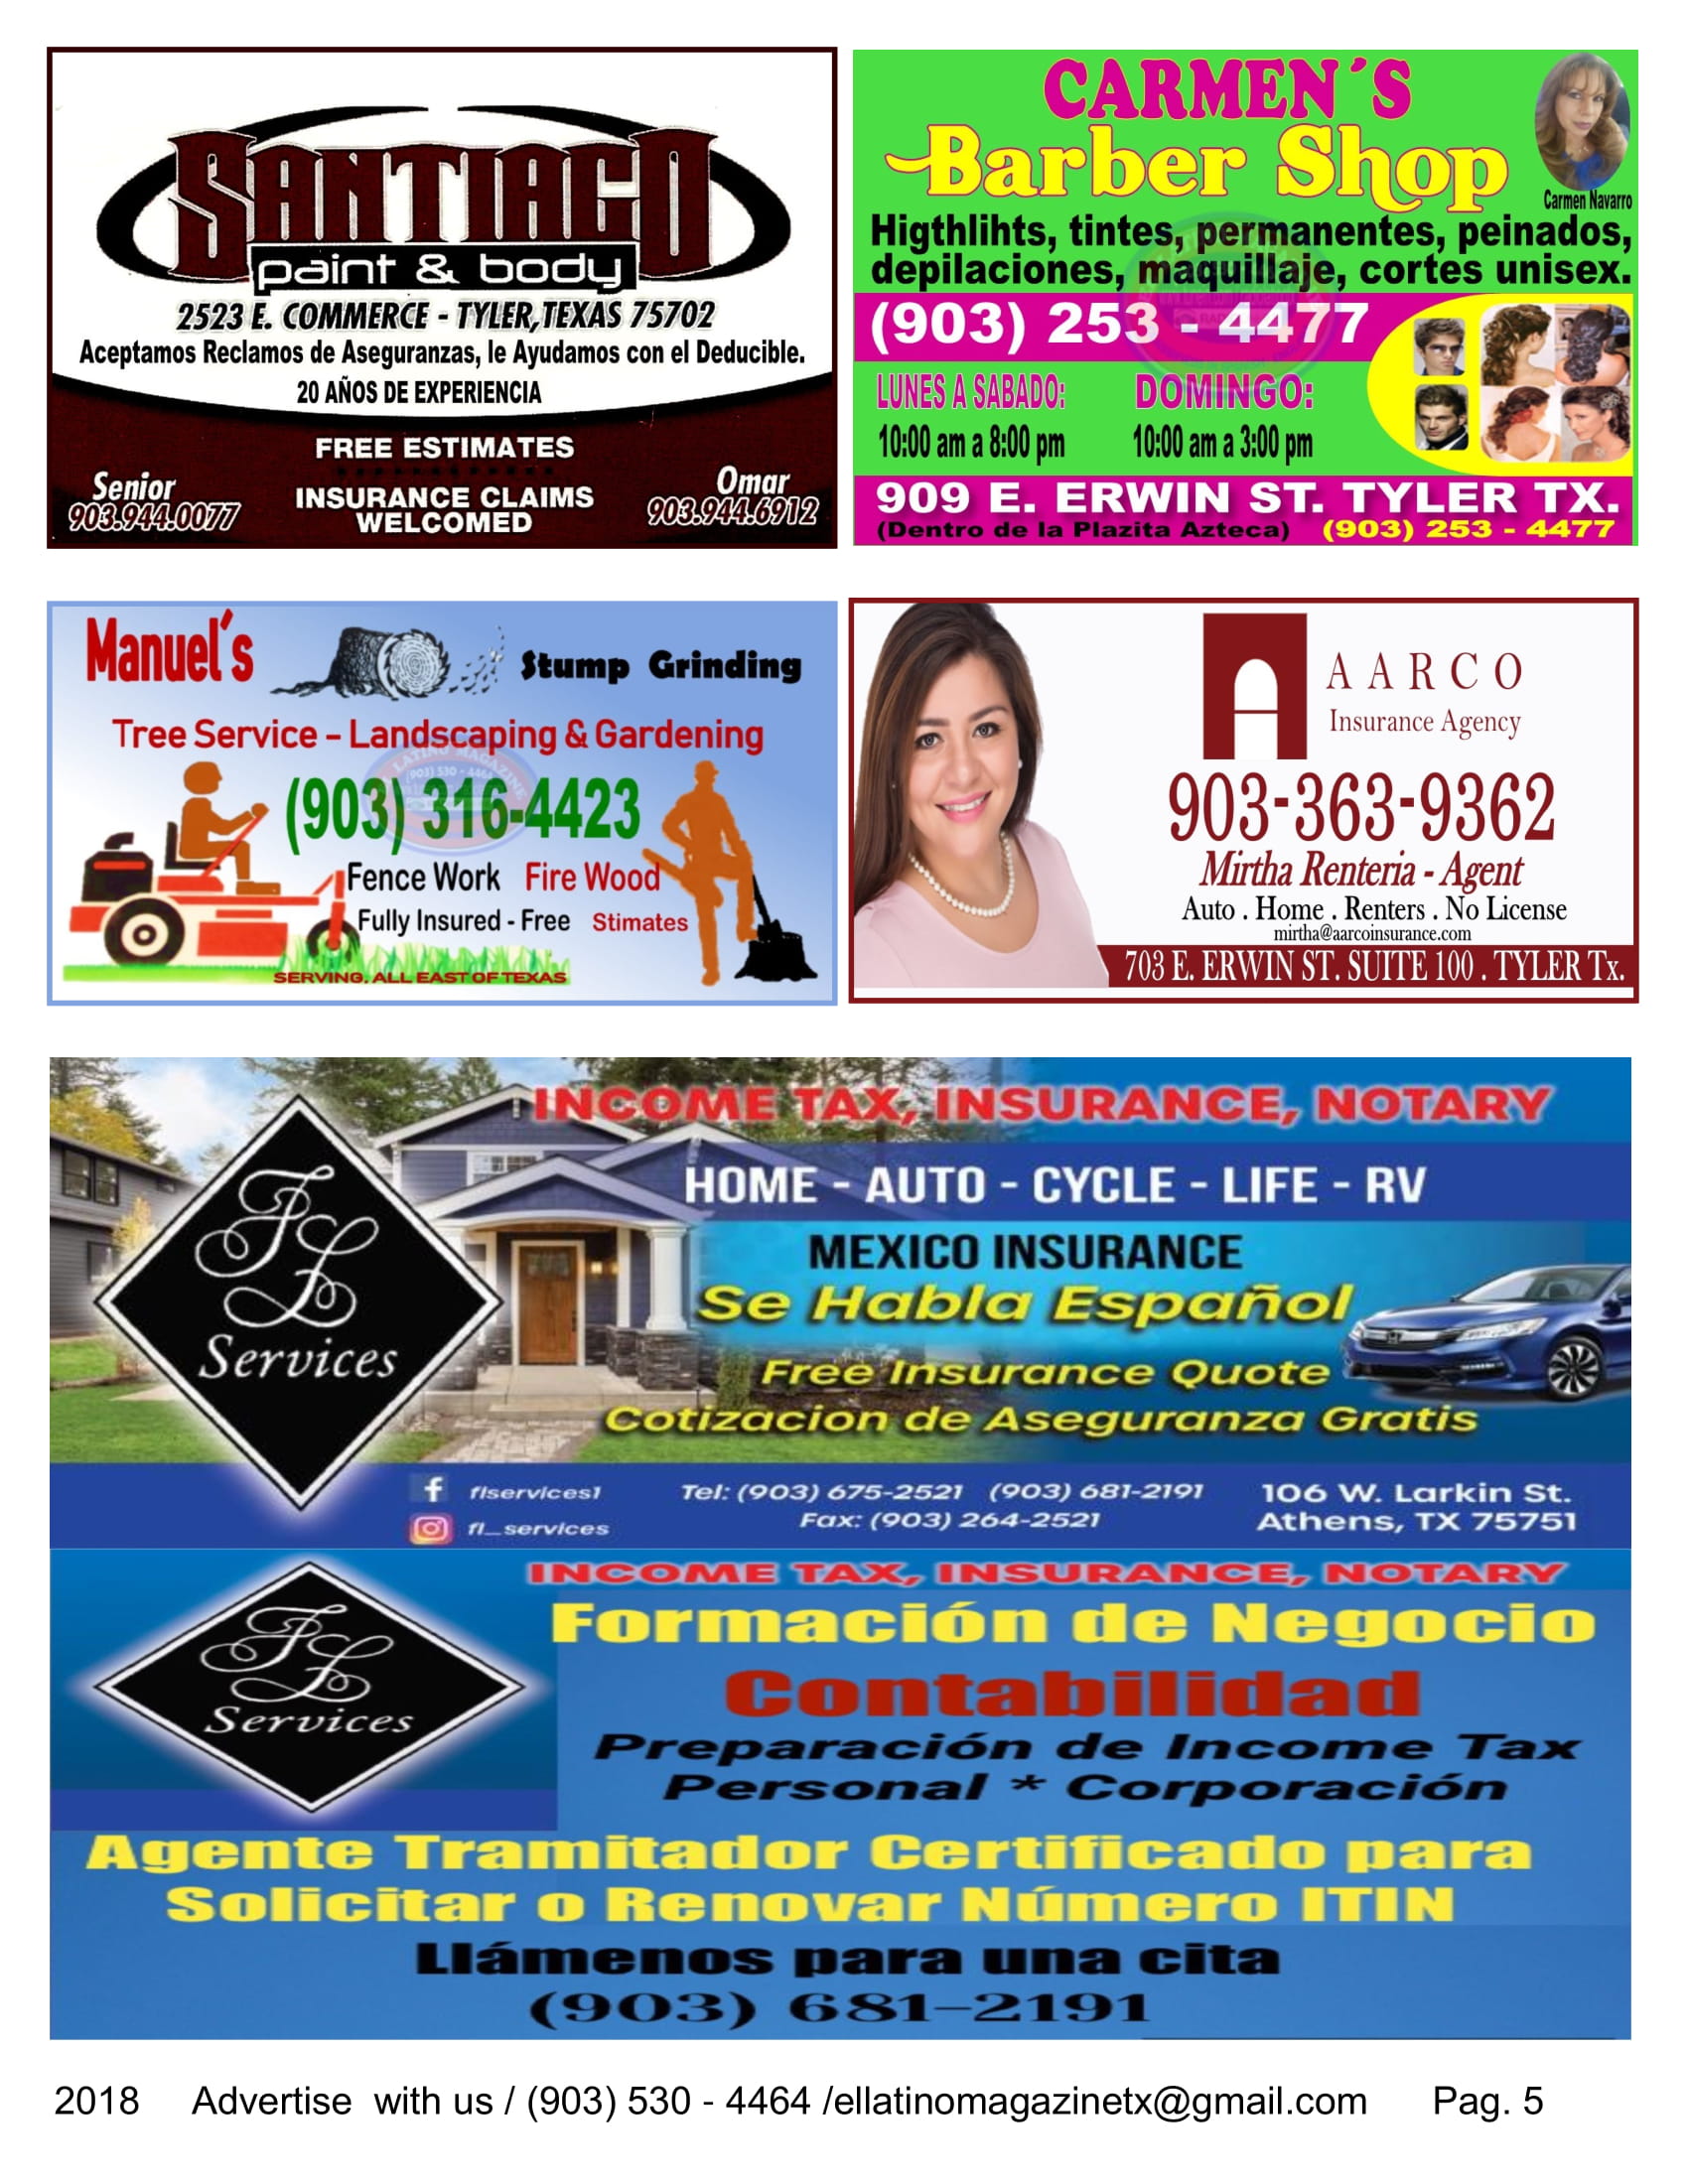 SANTIAGO
paint & body
2523 E. COMMERCE - TYLER, TEXAS 75702
Aceptamos Reclamos de Aseguranzas, le Ayudamos con el Deducible.
20 AÑOS DE EXPERIENCIA
FREE ESTIMATES
INSURANCE CLAIMS
WELCOMED
Senior
903.944.0077
Omar
903.944.6912
CARMEN´S
Barber Shop
Carmen Navarro
Higthlihts, tintes, permanentes, peinados,
depilaciones, maquillaje, cortes unisex.
(903) 253 - 4477
LUNES A SABADO:
10:00 am a 8:00 pm
DOMINGO:
10:00 am a 3:00 pm
909 E. ERWIN ST. TYLER TX.
(Dentro de la Plazita Azteca) (903) 253 - 4477
Manuel´s
Stump Grinding
Tree Service - Landscaping & Gardening
(903) 316-4423
Fence Work Fire Wood
Fully Insured - Free Stimates
SERVING. ALL EAST OF TEXAS
AARCO
Insurance Agency
903-363-9362
Mirtha Renteria - Agent
Auto . Home . Renters . No License
mirtha@aarcoinsurance.com
703 E. ERWIN ST. SUITE 100 . TYLER Tx.
INCOME TAX, INSURANCE, NOTARY
HOME - AUTO - CYCLE - LIFE - RV
MEXICO INSURANCE
Se Habla Español
Free Insurance Quote
Cotizacion de Aseguranza Gratis
FL
Services
flservices1
fl_services
Tel: (903) 675-2521 (903) 681-2191
Fax: (903) 264-2521
106 W. Larkin St.
Athens, TX 75751
INCOME TAX, INSURANCE, NOTARY
FL
Services
Formación de Negocio
Contabilidad
Preparación de Income Tax
Personal * Corporación
Agente Tramitador Certificado para
Solicitar o Renovar Número ITIN
Llámenos para una cita
(903) 681-2191
2018 Advertise with us / (903) 530 - 4464 /ellatinomagazinetx@gmail.com Pag. 5